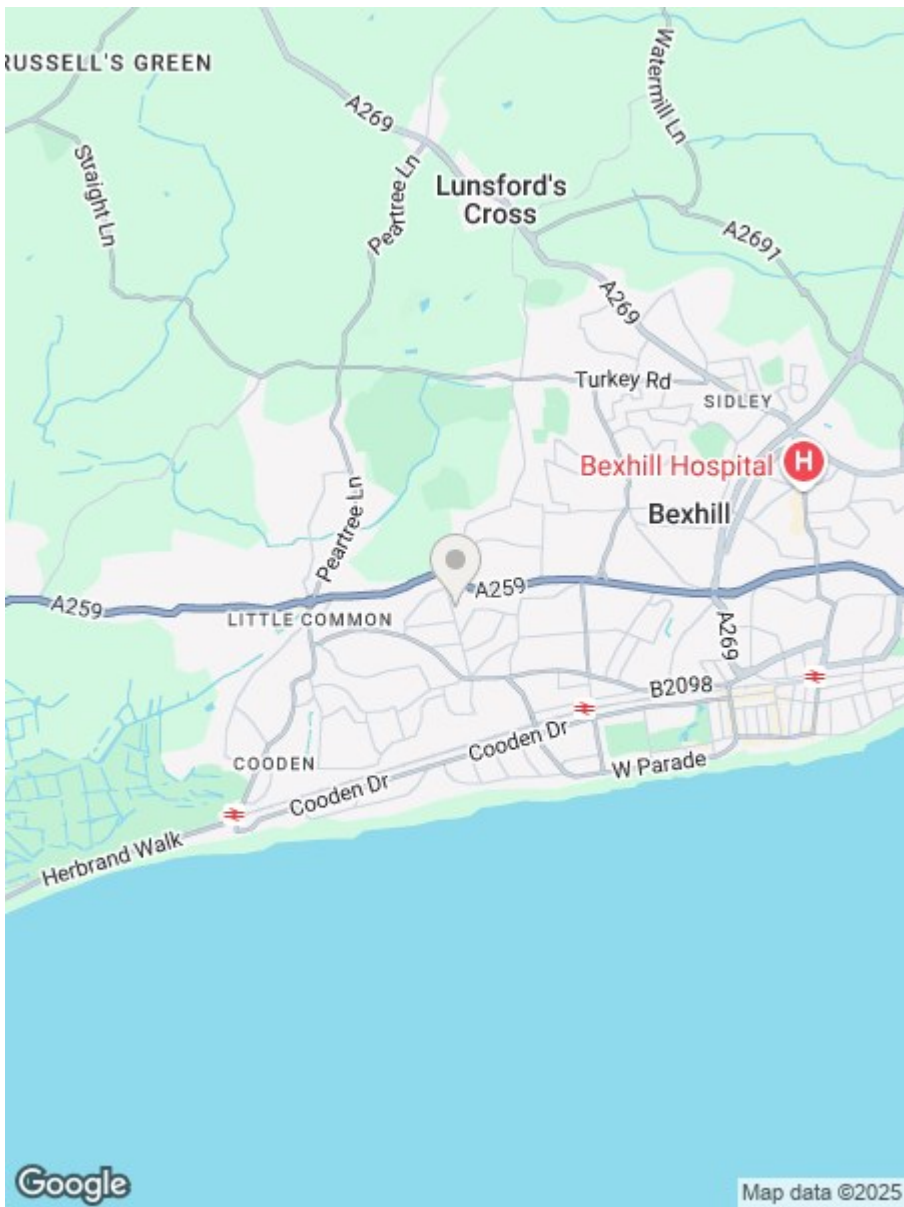 RUSSELL'S GREEN
A269
Watermill Ln
Straight Ln
Peartree Ln
Lunsford's
Cross
A2691
A269
Turkey Rd
SIDLEY
Bexhill Hospital
H
Bexhill
Peartree Ln
A259
A259
LITTLE COMMON
A269
B2098
Cooden Dr
COODEN
W Parade
Cooden Dr
Herbrand Walk
Google
Map data ©2025